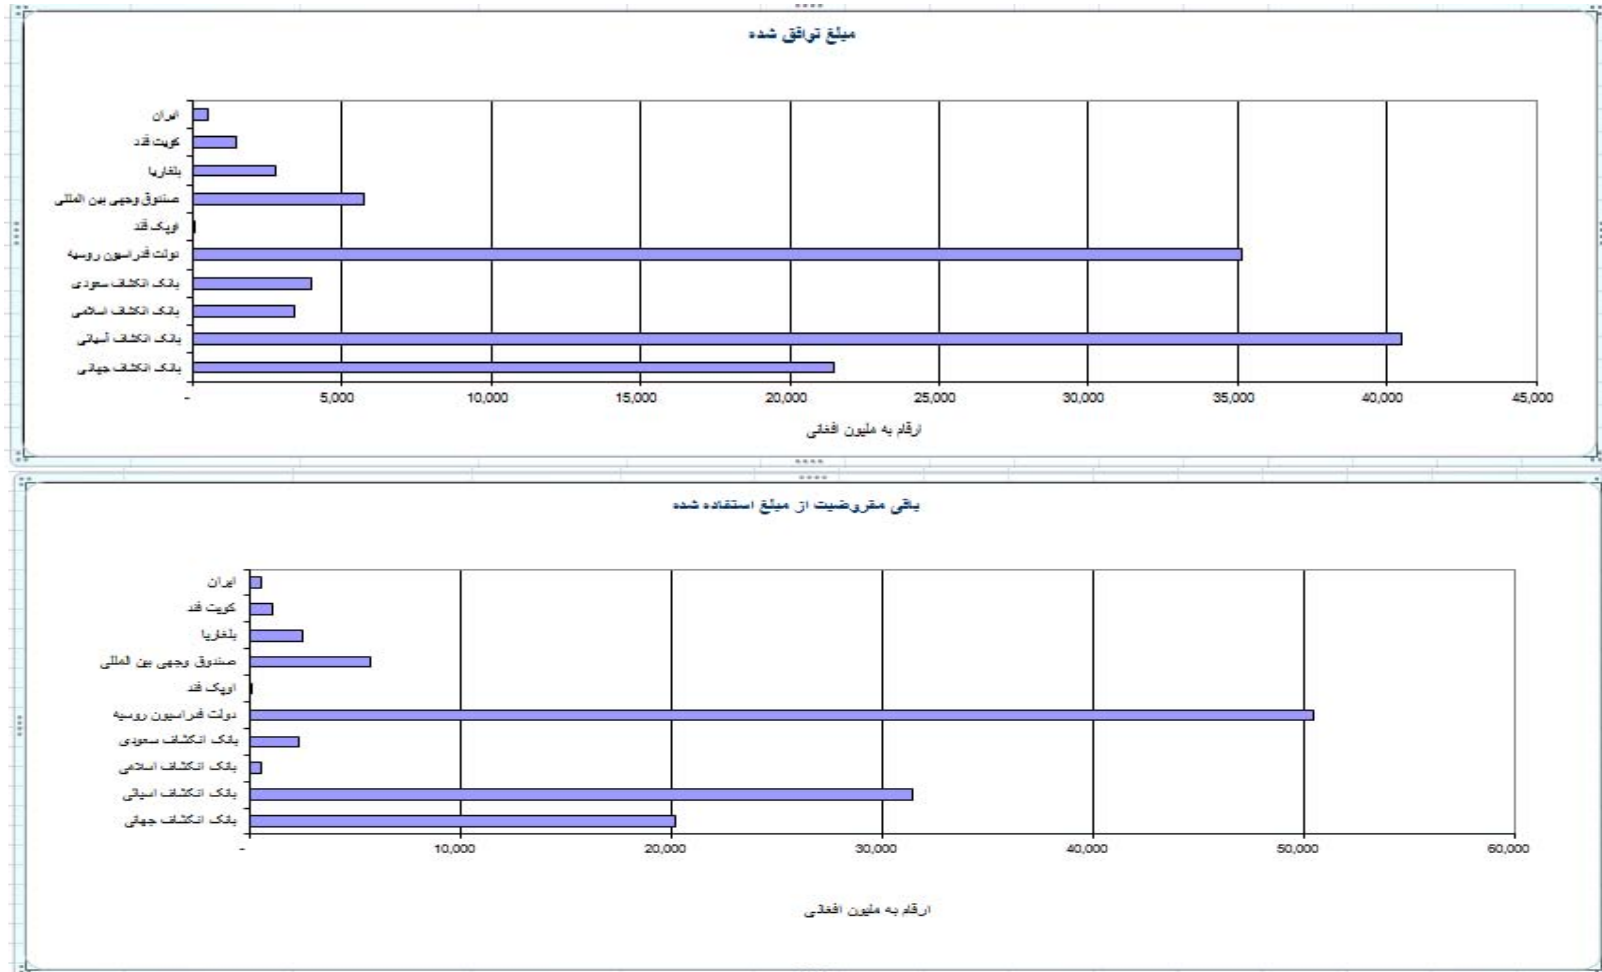 مبلغ توافق شده
ایران
کویت فند
بلغاریا
صندوق وجهی بین المللی
اوپک فند
دولت فدراسیون روسیه
بانک انکشاف سعودی
بانک انکشاف اسلامی
بانک انکشاف آسیائی
بانک انکشاف جهانی
- 5,000 10,000 15,000 20,000 25,000 30,000 35,000 40,000 45,000
ارقام به ملیون افغانی
باقی مقروضیت از مبلغ استفاده شده
ایران
کویت فند
بلغاریا
صندوق وجهی بین المللی
اوپک فند
دولت فدراسیون روسیه
بانک انکشاف سعودی
بانک انکشاف اسلامی
بانک انکشاف اسیائی
بانک انکشاف جهانی
- 10,000 20,000 30,000 40,000 50,000 60,000
ارقام به ملیون افغانی